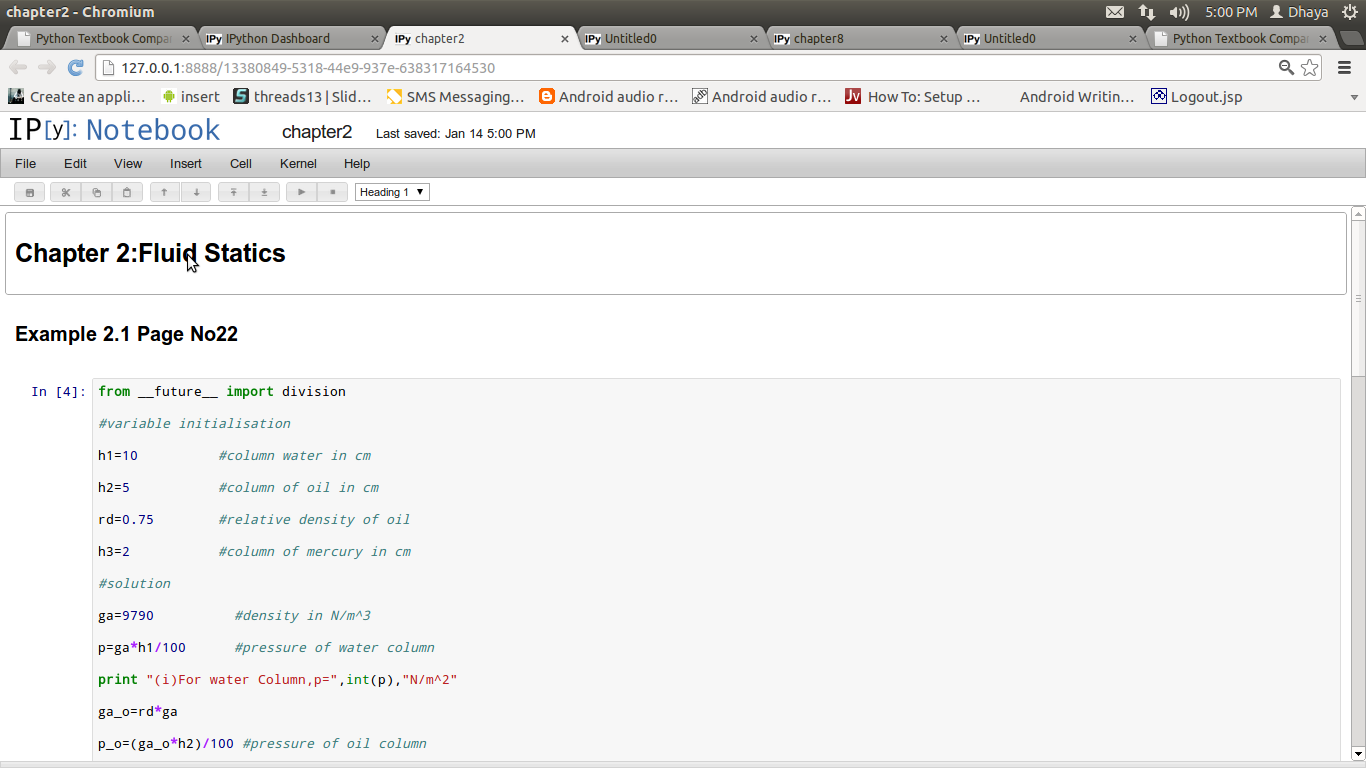 chapter2 - Chromium
5:00 PM Dhaya
Python Textbook Compa
IPy IPython Dashboard
IPy chapter2
IPy Untitled0
IPy chapter8
IPy Untitled0
Python Textbook Compa
127.0.0.1:8888/13380849-5318-44e9-937e-638317164530
Create an appli... insert threads13 | Slid... SMS Messaging... Android audio r... Android audio r... How To: Setup ... Android Writin... Logout.jsp
IP[y]: Notebook chapter2 Last saved: Jan 14 5:00 PM
File Edit View Insert Cell Kernel Help
Heading 1
Chapter 2:Fluid Statics
Example 2.1 Page No22
In [4]: from __future__ import division
#variable initialisation
h1=10 #column water in cm
h2=5 #column of oil in cm
rd=0.75 #relative density of oil
h3=2 #column of mercury in cm
#solution
ga=9790 #density in N/m^3
p=ga*h1/100 #pressure of water column
print "(i)For water Column,p=",int(p),"N/m^2"
ga_o=rd*ga
p_o=(ga_o*h2)/100 #pressure of oil column